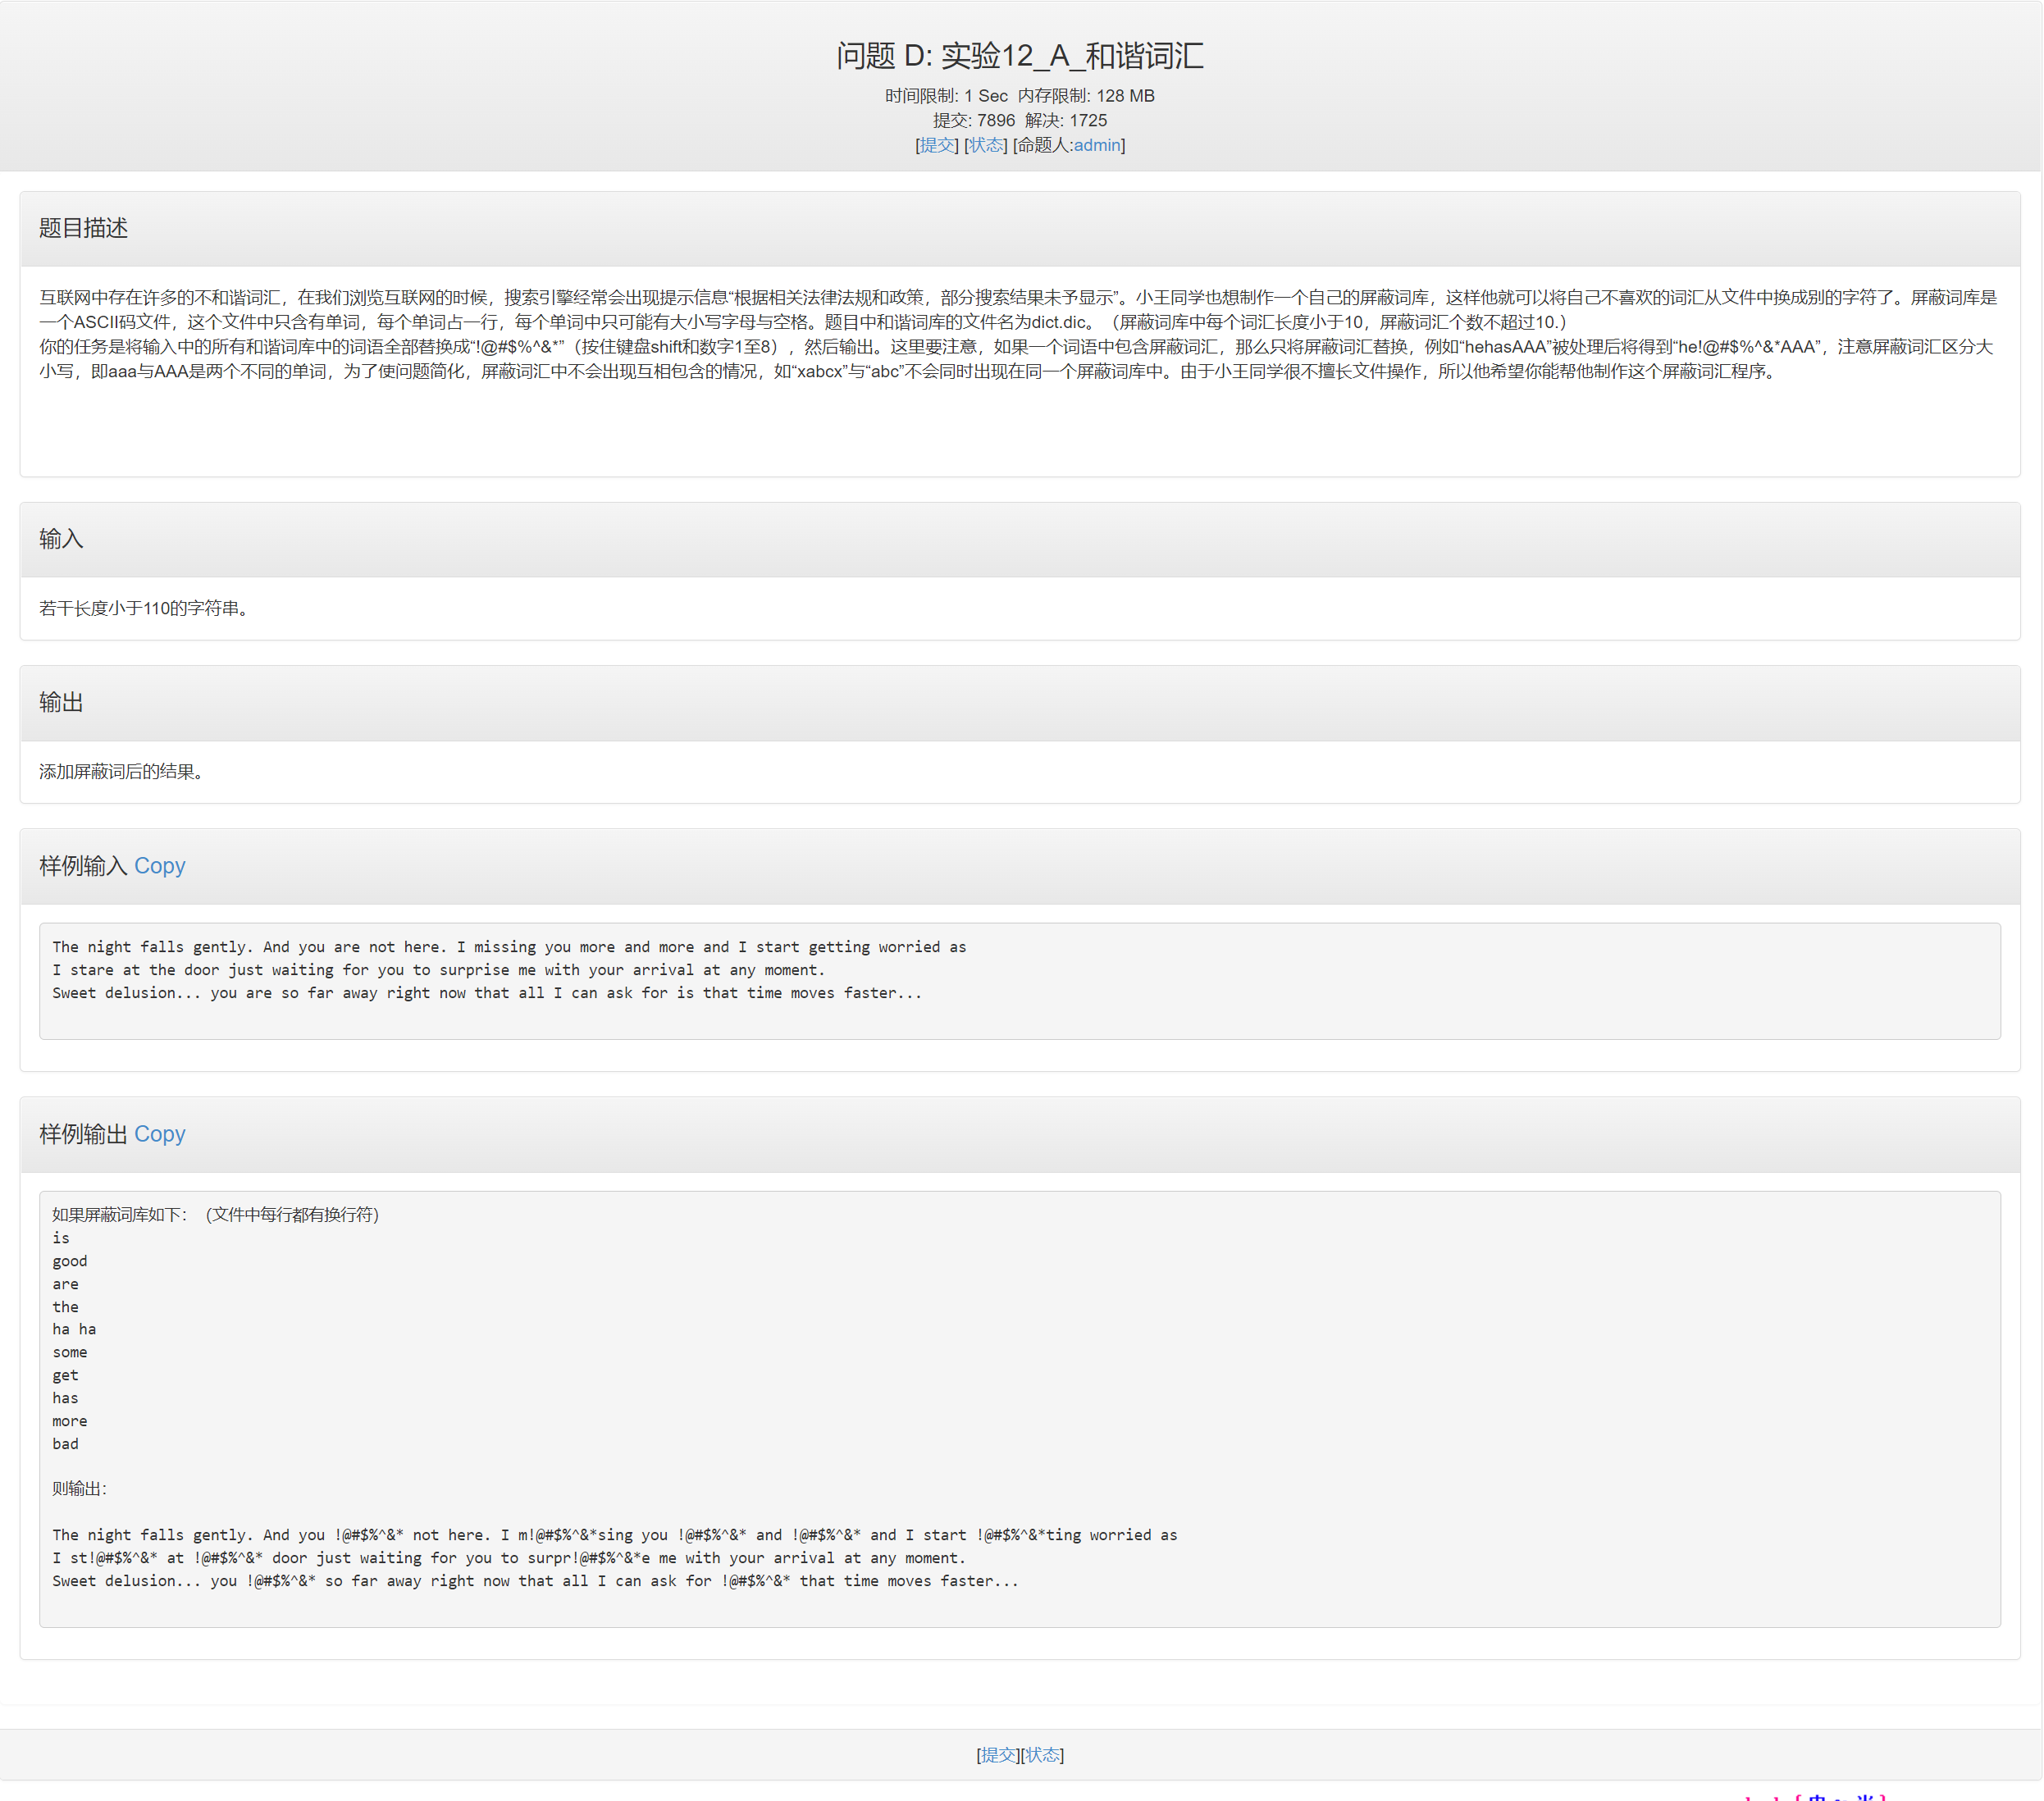 问题 D: 实验12_A_和谐词汇
时间限制: 1 Sec 内存限制: 128 MB
提交: 7896 解决: 1725
[提交] [状态] [命题人:admin]
题目描述
互联网中存在许多的不和谐词汇，在我们浏览互联网的时候，搜索引擎经常会出现提示信息“根据相关法律法规和政策，部分搜索结果未予显示”。小王同学也想制作一个自己的屏蔽词库，这样他就可以将自己不喜欢的词汇从文件中换成别的字符了。屏蔽词库是
一个ASCII码文件，这个文件中只含有单词，每个单词占一行，每个单词中只可能有大小写字母与空格。题目中和谐词库的文件名为dict.dic。（屏蔽词库中每个词汇长度小于10，屏蔽词汇个数不超过10.）
你的任务是将输入中的所有和谐词库中的词语全部替换成“!@#$%^&*”（按住键盘shift和数字1至8），然后输出。这里要注意，如果一个词语中包含屏蔽词汇，那么只将屏蔽词汇替换，例如“hehasAAA”被处理后将得到“he!@#$%^&*AAA”，注意屏蔽词汇区分大
小写，即aaa与AAA是两个不同的单词，为了使问题简化，屏蔽词汇中不会出现互相包含的情况，如“xabcx”与“abc”不会同时出现在同一个屏蔽词库中。由于小王同学很不擅长文件操作，所以他希望你能帮他制作这个屏蔽词汇程序。
输入
若干长度小于110的字符串。
输出
添加屏蔽词后的结果。
样例输入 Copy
The night falls gently. And you are not here. I missing you more and more and I start getting worried as
I stare at the door just waiting for you to surprise me with your arrival at any moment.
Sweet delusion... you are so far away right now that all I can ask for is that time moves faster...
样例输出 Copy
如果屏蔽词库如下：（文件中每行都有换行符）
is
good
are
the
ha ha
some
get
has
more
bad
则输出：
The night falls gently. And you !@#$%^&* not here. I m!@#$%^&*sing you !@#$%^&* and !@#$%^&* and I start !@#$%^&*ting worried as
I st!@#$%^&* at !@#$%^&* door just waiting for you to surpr!@#$%^&*e me with your arrival at any moment.
Sweet delusion... you !@#$%^&* so far away right now that all I can ask for !@#$%^&* that time moves faster...
[提交][状态]